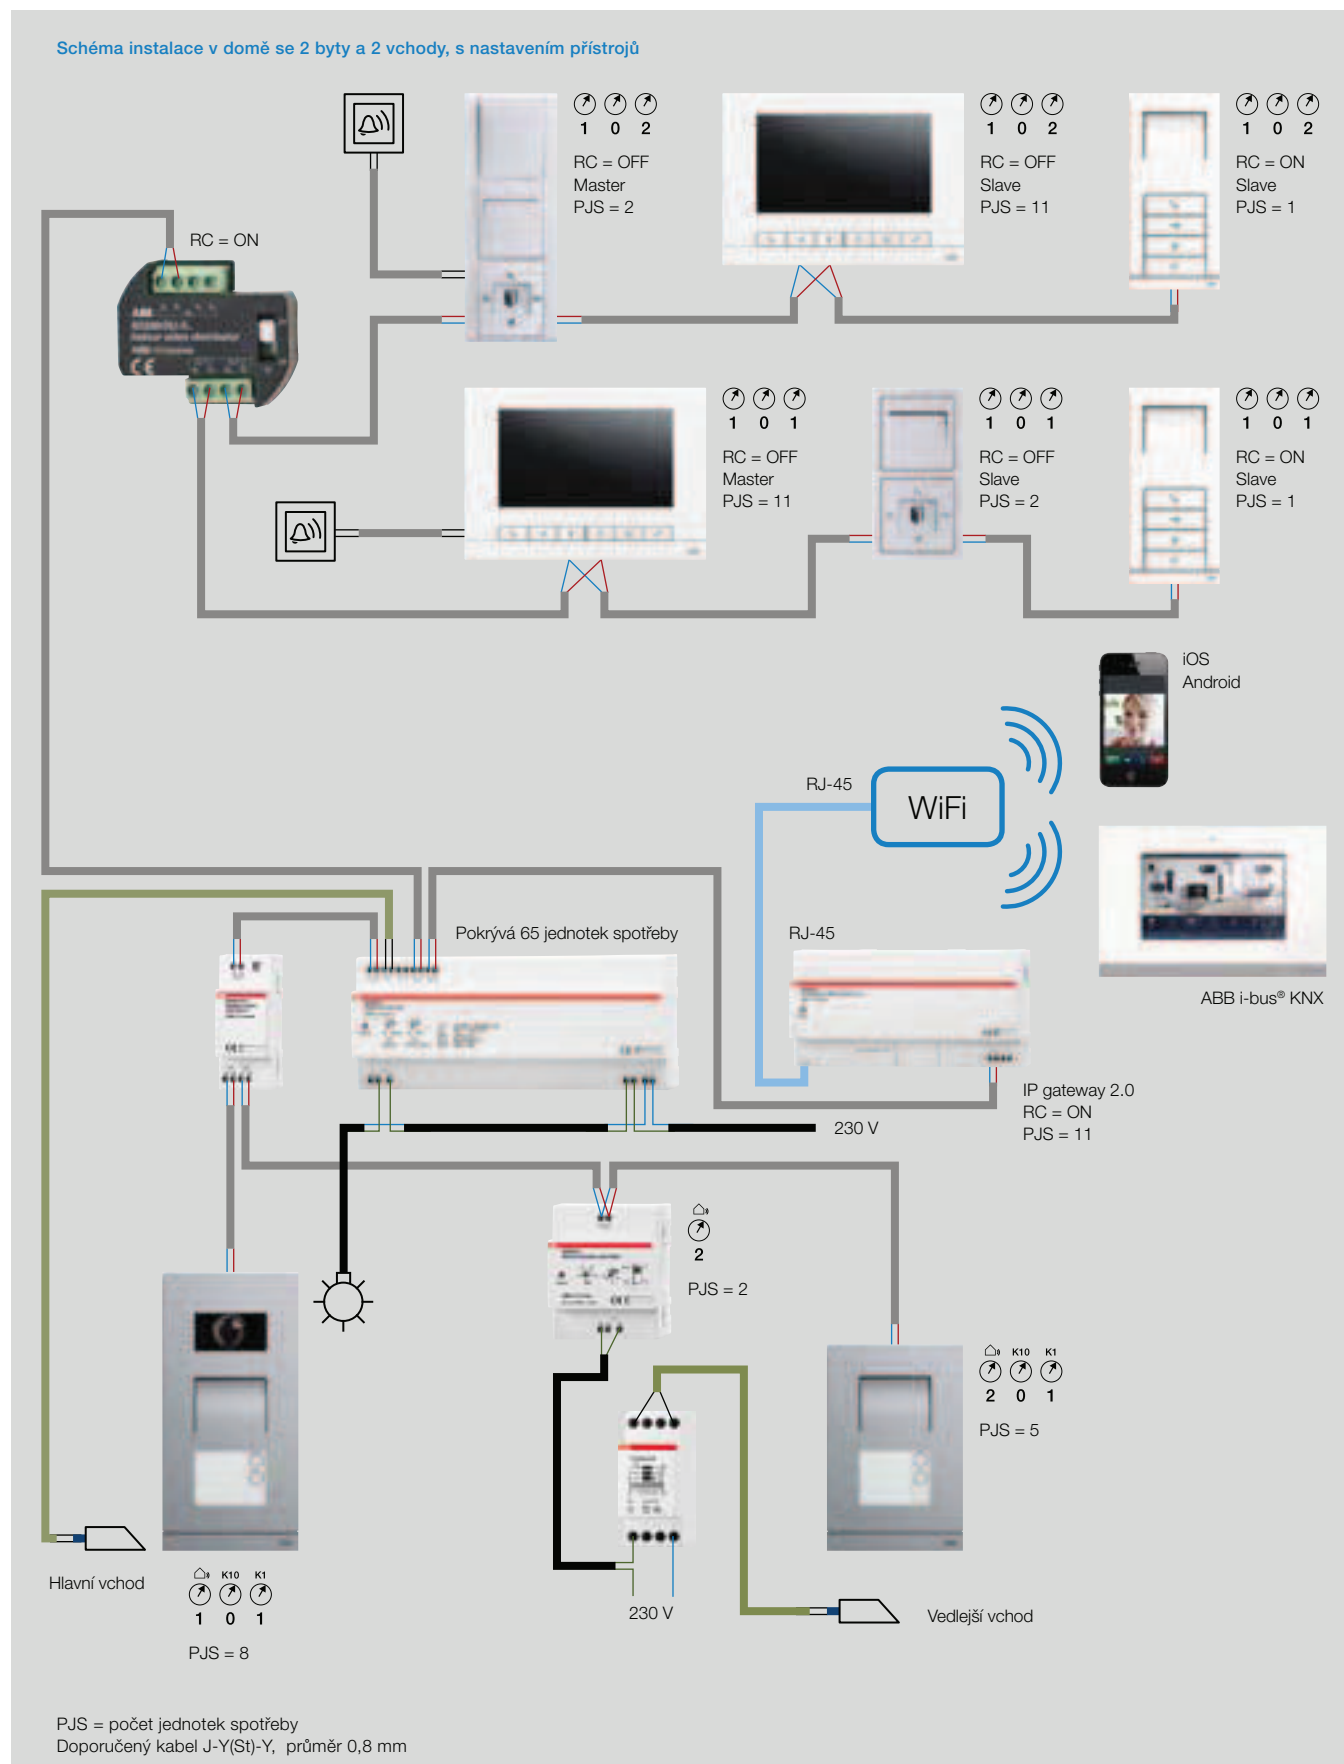 Schéma instalace v domě se 2 byty a 2 vchody, s nastavením přístrojů
1 0 2
RC = OFF
Master
PJS = 2
1 0 2
RC = OFF
Slave
PJS = 11
1 0 2
RC = ON
Slave
PJS = 1
RC = ON
ABB
CE
1 0 1
RC = OFF
Master
PJS = 11
1 0 1
RC = OFF
Slave
PJS = 2
1 0 1
RC = ON
Slave
PJS = 1
iOS
Android
RJ-45
WiFi
Pokrývá 65 jednotek spotřeby
RJ-45
ABB i-bus® KNX
IP gateway 2.0
RC = ON
PJS = 11
230 V
2
PJS = 2
K10 K1
2 0 1
PJS = 5
Hlavní vchod
K10 K1
1 0 1
PJS = 8
230 V
Vedlejší vchod
PJS = počet jednotek spotřeby
Doporučený kabel J-Y(St)-Y, průměr 0,8 mm